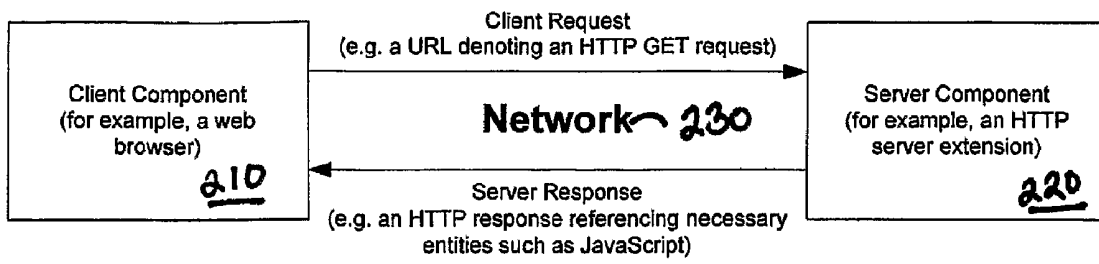 Client Request
(e.g. a URL denoting an HTTP GET request)
Client Component
(for example, a web
browser)
210
Network 230
Server Component
(for example, an HTTP
server extension)
220
Server Response
(e.g. an HTTP response referencing necessary
entities such as JavaScript)